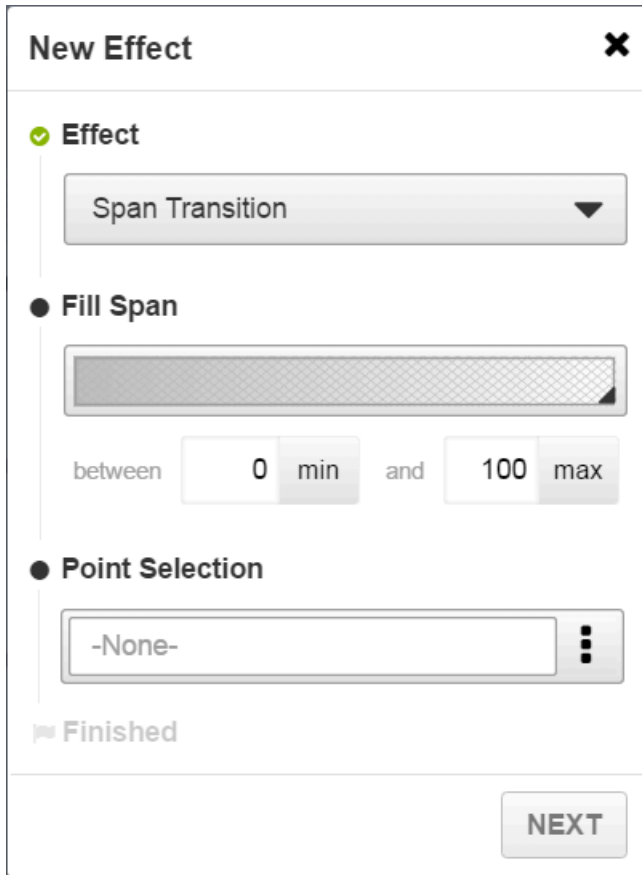 New Effect
Effect
Span Transition
Fill Span
between 0 min and 100 max
Point Selection
-None-
Finished
NEXT